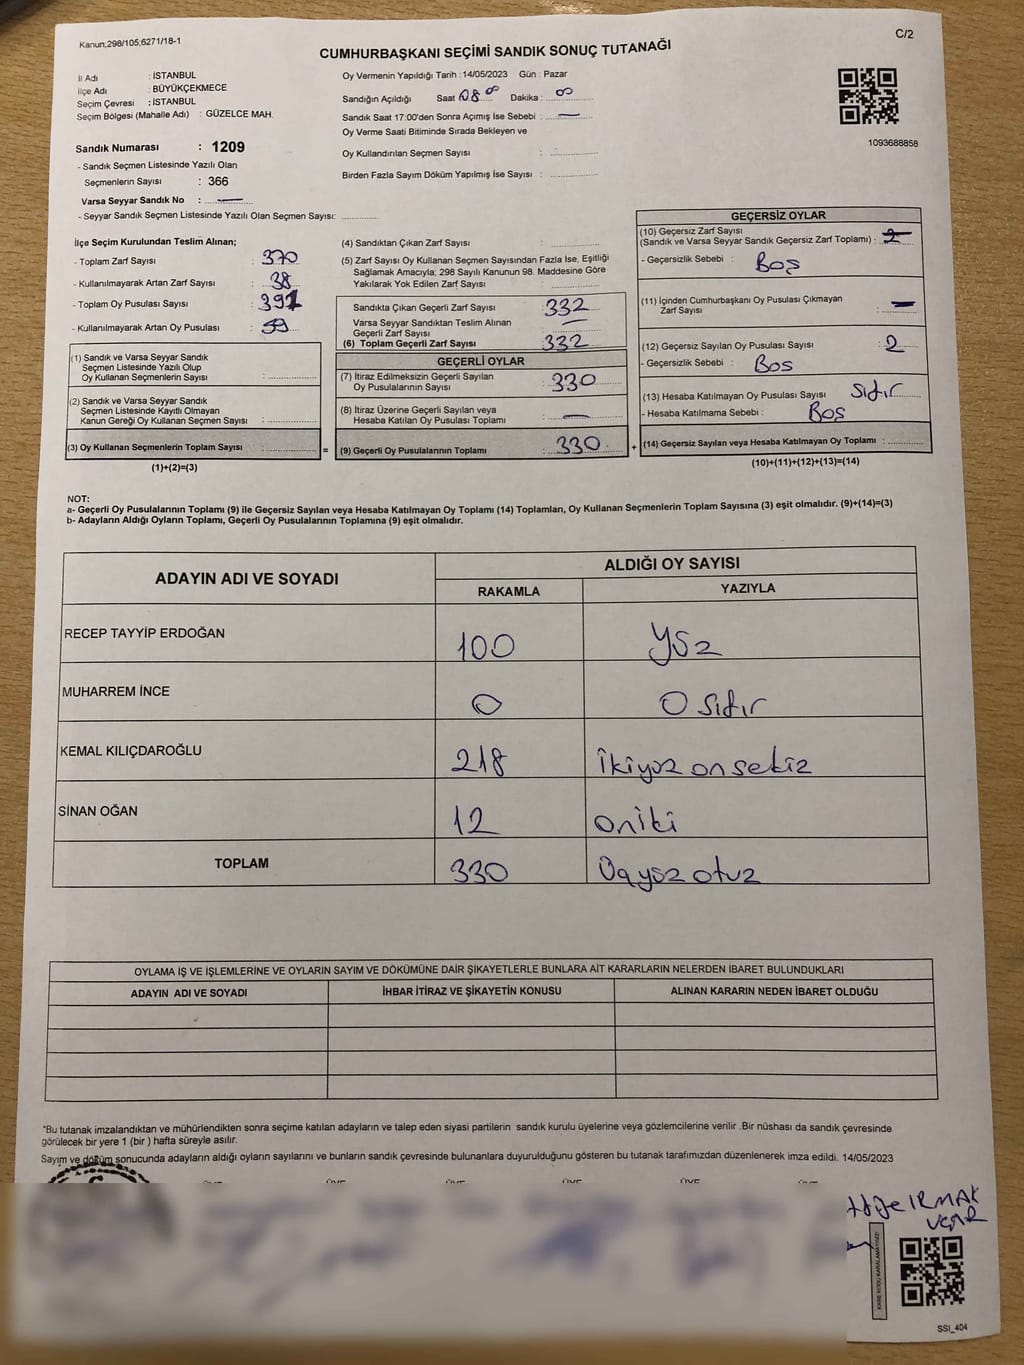 Kanun;298/105;6271/18-1
C/2
CUMHURBAŞKANI SEÇİMİ SANDIK SONUÇ TUTANAĞI
İl Adı : İSTANBUL
İlçe Adı : BÜYÜKÇEKMECE
Seçim Çevresi : İSTANBUL
Seçim Bölgesi (Mahalle Adı) : GÜZELCE MAH.
Sandık Numarası : 1209
- Sandık Seçmen Listesinde Yazılı Olan
Seçmenlerin Sayısı : 366
Varsa Seyyar Sandık No : —
- Seyyar Sandık Seçmen Listesinde Yazılı Olan Seçmen Sayısı:
Oy Vermenin Yapıldığı Tarih : 14/05/2023 Gün : Pazar
Sandığın Açıldığı Saat 08 00 Dakika : 00
Sandık Saat 17:00'den Sonra Açımış İse Sebebi : —
Oy Verme Saati Bitiminde Sırada Bekleyen ve
Oy Kullandırılan Seçmen Sayısı :
Birden Fazla Sayım Döküm Yapılmış İse Sayısı :
1093688858
İlçe Seçim Kurulundan Teslim Alınan;
- Toplam Zarf Sayısı : 370
- Kullanılmayarak Artan Zarf Sayısı : 38
- Toplam Oy Pusulası Sayısı : 391
- Kullanılmayarak Artan Oy Pusulası : 59
(1) Sandık ve Varsa Seyyar Sandık
Seçmen Listesinde Yazılı Olup
Oy Kullanan Seçmenlerin Sayısı :
(2) Sandık ve Varsa Seyyar Sandık
Seçmen Listesinde Kayıtlı Olmayan
Kanun Gereği Oy Kullanan Seçmen Sayısı :
(3) Oy Kullanan Seçmenlerin Toplam Sayısı : =
(1)+(2)=(3)
(4) Sandıktan Çıkan Zarf Sayısı :
(5) Zarf Sayısı Oy Kullanan Seçmen Sayısından Fazla İse, Eşitliği
Sağlamak Amacıyla; 298 Sayılı Kanunun 98. Maddesine Göre
Yakılarak Yok Edilen Zarf Sayısı :
Sandıkta Çıkan Geçerli Zarf Sayısı : 332
Varsa Seyyar Sandıktan Teslim Alınan
Geçerli Zarf Sayısı : —
(6) Toplam Geçerli Zarf Sayısı : 332
GEÇERLİ OYLAR
(7) İtiraz Edilmeksizin Geçerli Sayılan
Oy Pusulalarının Sayısı : 330
(8) İtiraz Üzerine Geçerli Sayılan veya
Hesaba Katılan Oy Pusulası Toplamı : —
(9) Geçerli Oy Pusulalarının Toplamı : 330 +
GEÇERSİZ OYLAR
(10) Geçersiz Zarf Sayısı
(Sandık ve Varsa Seyyar Sandık Geçersiz Zarf Toplamı) : 2
- Geçersizlik Sebebi : Boş
(11) İçinden Cumhurbaşkanı Oy Pusulası Çıkmayan
Zarf Sayısı : —
(12) Geçersiz Sayılan Oy Pusulası Sayısı : 2
- Geçersizlik Sebebi : Bos
(13) Hesaba Katılmayan Oy Pusulası Sayısı sıfır
- Hesaba Katılmama Sebebi : Boş
(14) Geçersiz Sayılan veya Hesaba Katılmayan Oy Toplamı :
(10)+(11)+(12)+(13)=(14)
NOT:
a- Geçerli Oy Pusulalarının Toplamı (9) ile Geçersiz Sayılan veya Hesaba Katılmayan Oy Toplamı (14) Toplamları, Oy Kullanan Seçmenlerin Toplam Sayısına (3) eşit olmalıdır. (9)+(14)=(3)
b- Adayların Aldığı Oyların Toplamı, Geçerli Oy Pusulalarının Toplamına (9) eşit olmalıdır.
ADAYIN ADI VE SOYADI ALDIĞI OY SAYISI
RAKAMLA YAZIYLA
RECEP TAYYİP ERDOĞAN 100 yüz
MUHARREM İNCE 0 0 sıfır
KEMAL KILIÇDAROĞLU 218 ikiyüz onsekiz
SİNAN OĞAN 12 oniki
TOPLAM 330 Üçyüz otuz
OYLAMA İŞ VE İŞLEMLERİNE VE OYLARIN SAYIM VE DÖKÜMÜNE DAİR ŞİKAYETLERLE BUNLARA AİT KARARLARIN NELERDEN İBARET BULUNDUKLARI
ADAYIN ADI VE SOYADI İHBAR İTİRAZ VE ŞİKAYETİN KONUSU ALINAN KARARIN NEDEN İBARET OLDUĞU
*Bu tutanak imzalandıktan ve mühürlendikten sonra seçime katılan adayların ve talep eden siyasi partilerin sandık kurulu üyelerine veya gözlemcilerine verilir .Bir nüshası da sandık çevresinde
görülecek bir yere 1 (bir ) hafta süreyle asılır.
Sayım ve döküm sonucunda adayların aldığı oyların sayılarını ve bunların sandık çevresinde bulunanlara duyurulduğunu gösteren bu tutanak tarafımızdan düzenlenerek imza edildi. 14/05/2023
IRMAK
UÇAR
KARE KODU KARALAMAYINIZ!
SSI_404